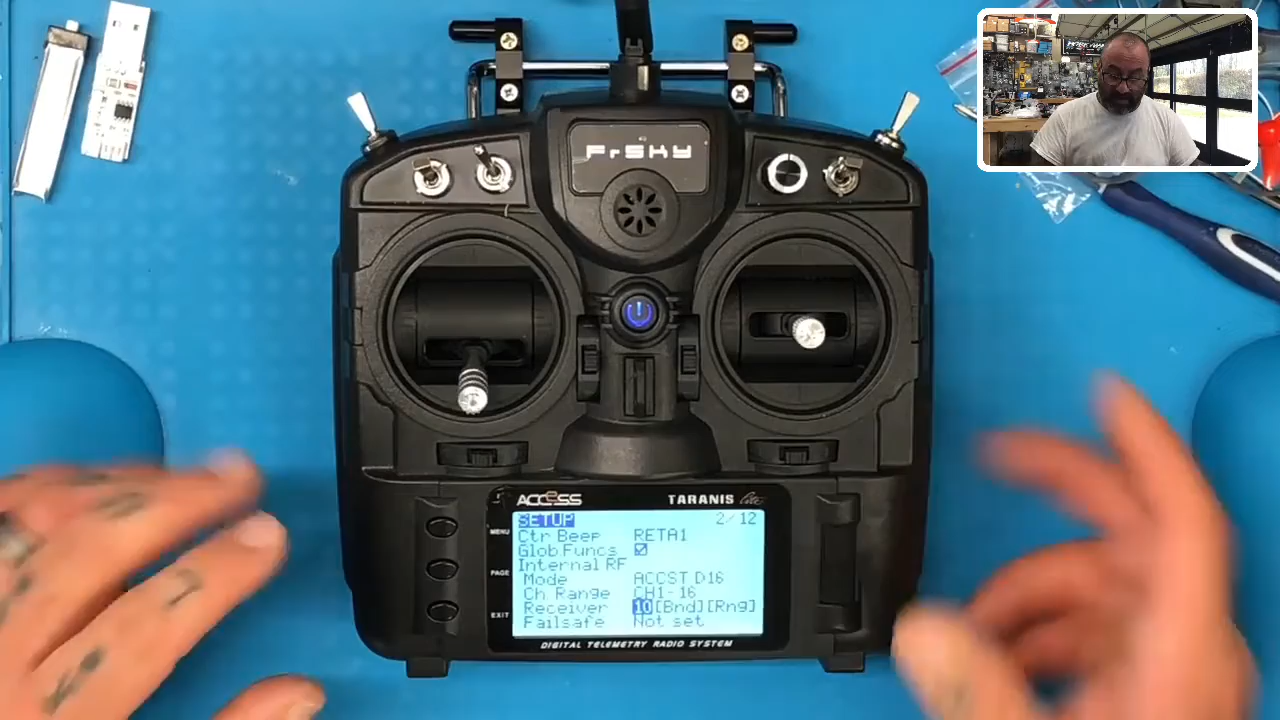 FrSKY
ACCESS
TARANIS Lite
MENU
PAGE
EXIT
SETUP 2/12
Ctr Beep RETA1
Glob.Funcs
Internal RF
Mode ACCST D16
Ch. Range CH1-16
Receiver 10[Bnd][Rng]
Failsafe Not set
DIGITAL TELEMETRY RADIO SYSTEM